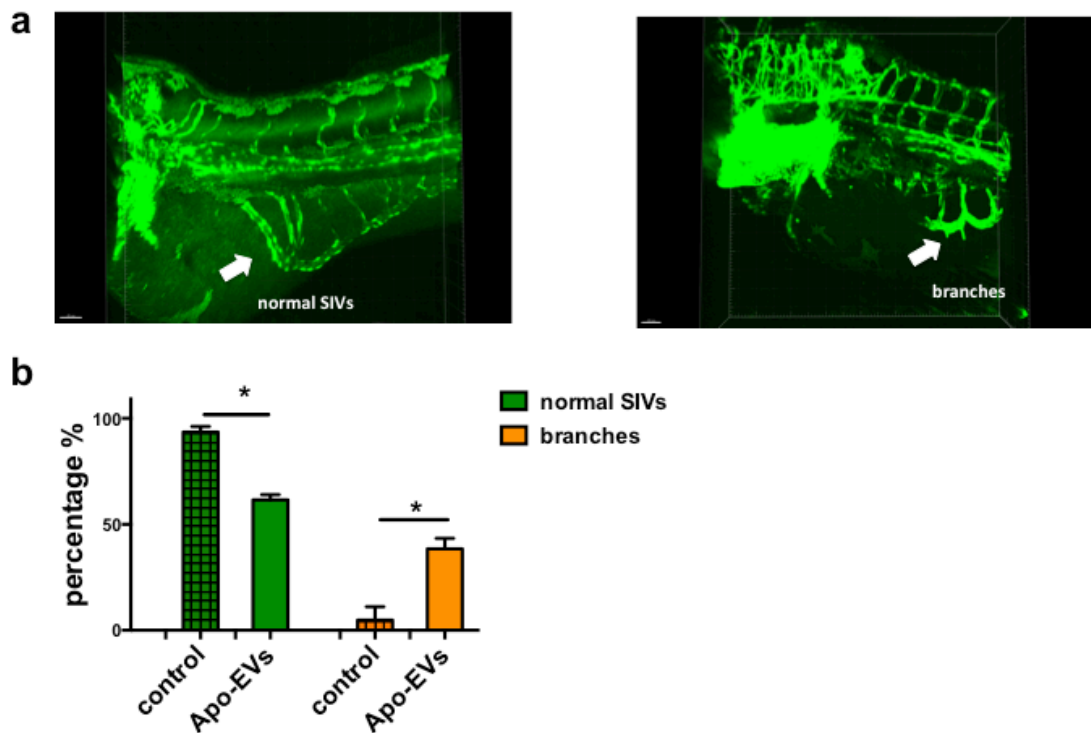 a
normal SIVs
branches
b
*
*
normal SIVs
branches
percentage %
100
50
0
control
Apo-EVs
control
Apo-EVs